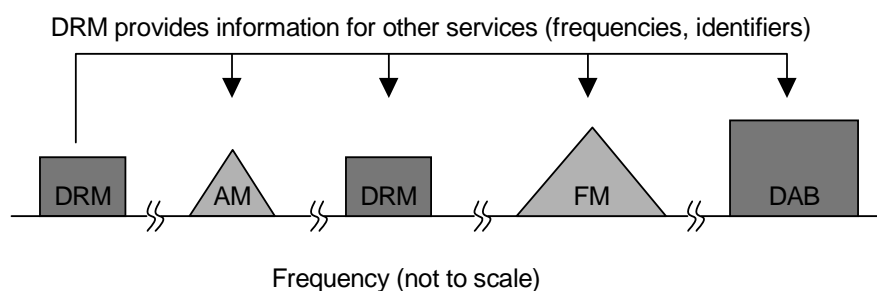 DRM provides information for other services (frequencies, identifiers)
DRM AM DRM FM DAB
Frequency (not to scale)